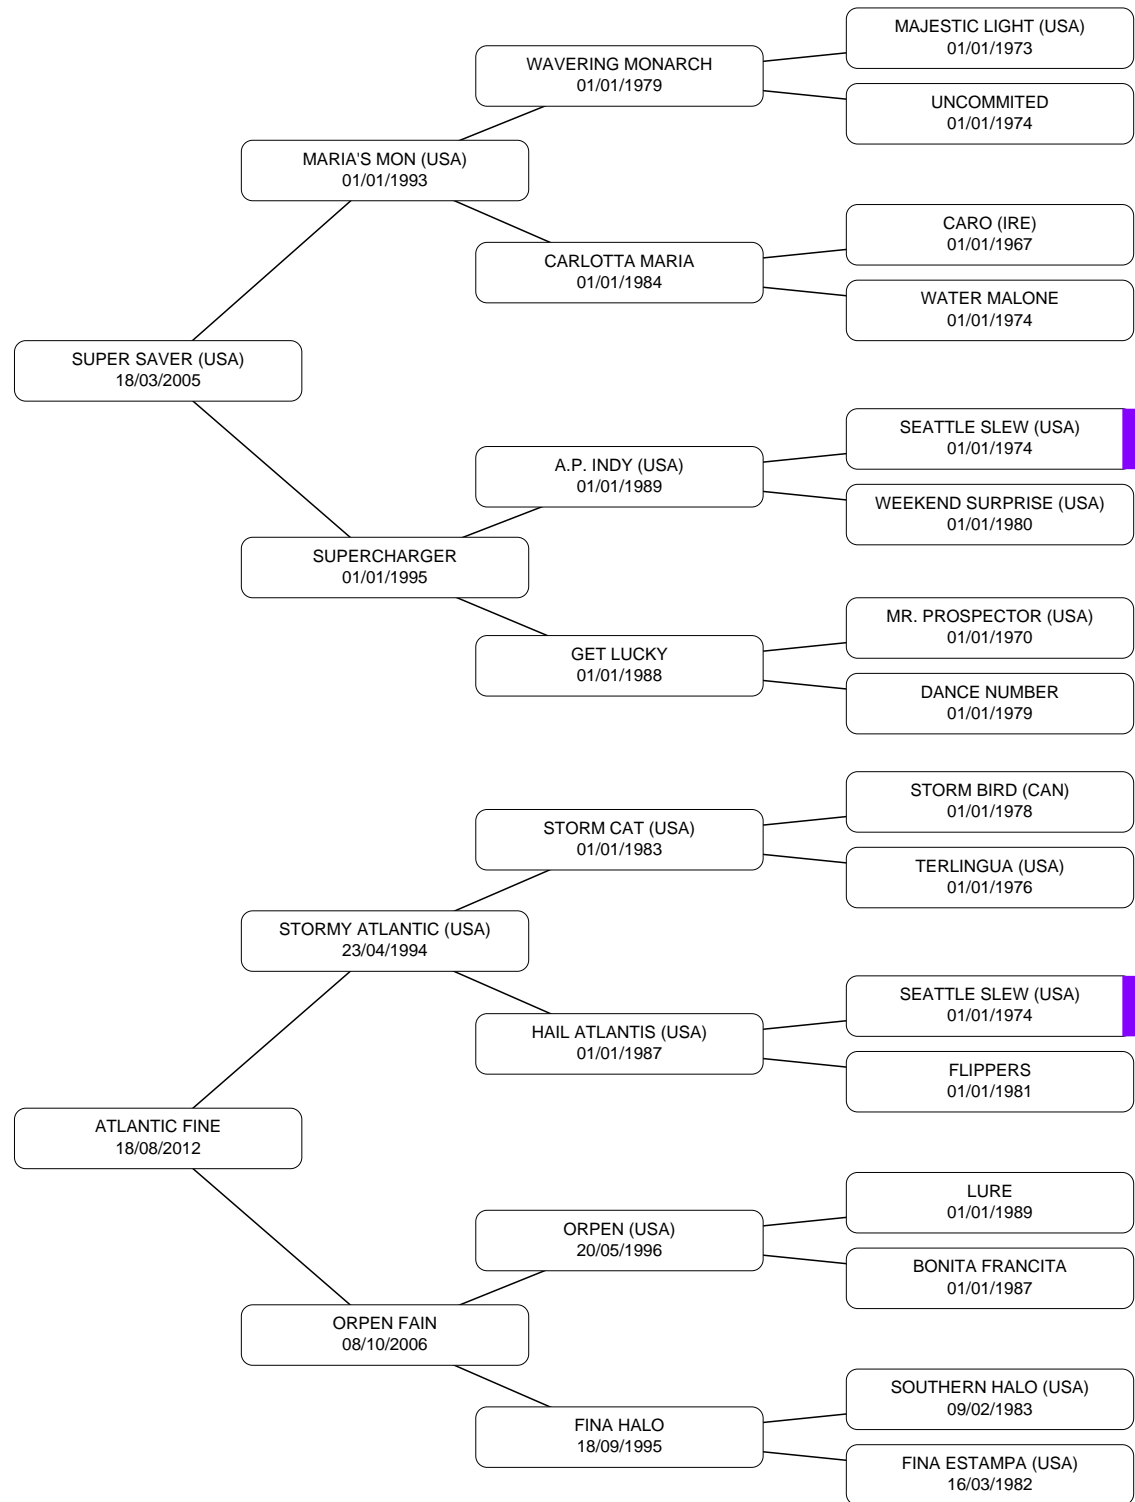 MAJESTIC LIGHT (USA)
01/01/1973
WAVERING MONARCH
01/01/1979
UNCOMMITED
01/01/1974
MARIA'S MON (USA)
01/01/1993
CARO (IRE)
01/01/1967
CARLOTTA MARIA
01/01/1984
WATER MALONE
01/01/1974
SUPER SAVER (USA)
18/03/2005
SEATTLE SLEW (USA)
01/01/1974
A.P. INDY (USA)
01/01/1989
WEEKEND SURPRISE (USA)
01/01/1980
SUPERCHARGER
01/01/1995
MR. PROSPECTOR (USA)
01/01/1970
GET LUCKY
01/01/1988
DANCE NUMBER
01/01/1979
STORM BIRD (CAN)
01/01/1978
STORM CAT (USA)
01/01/1983
TERLINGUA (USA)
01/01/1976
STORMY ATLANTIC (USA)
23/04/1994
SEATTLE SLEW (USA)
01/01/1974
HAIL ATLANTIS (USA)
01/01/1987
FLIPPERS
01/01/1981
ATLANTIC FINE
18/08/2012
LURE
01/01/1989
ORPEN (USA)
20/05/1996
BONITA FRANCITA
01/01/1987
ORPEN FAIN
08/10/2006
SOUTHERN HALO (USA)
09/02/1983
FINA HALO
18/09/1995
FINA ESTAMPA (USA)
16/03/1982